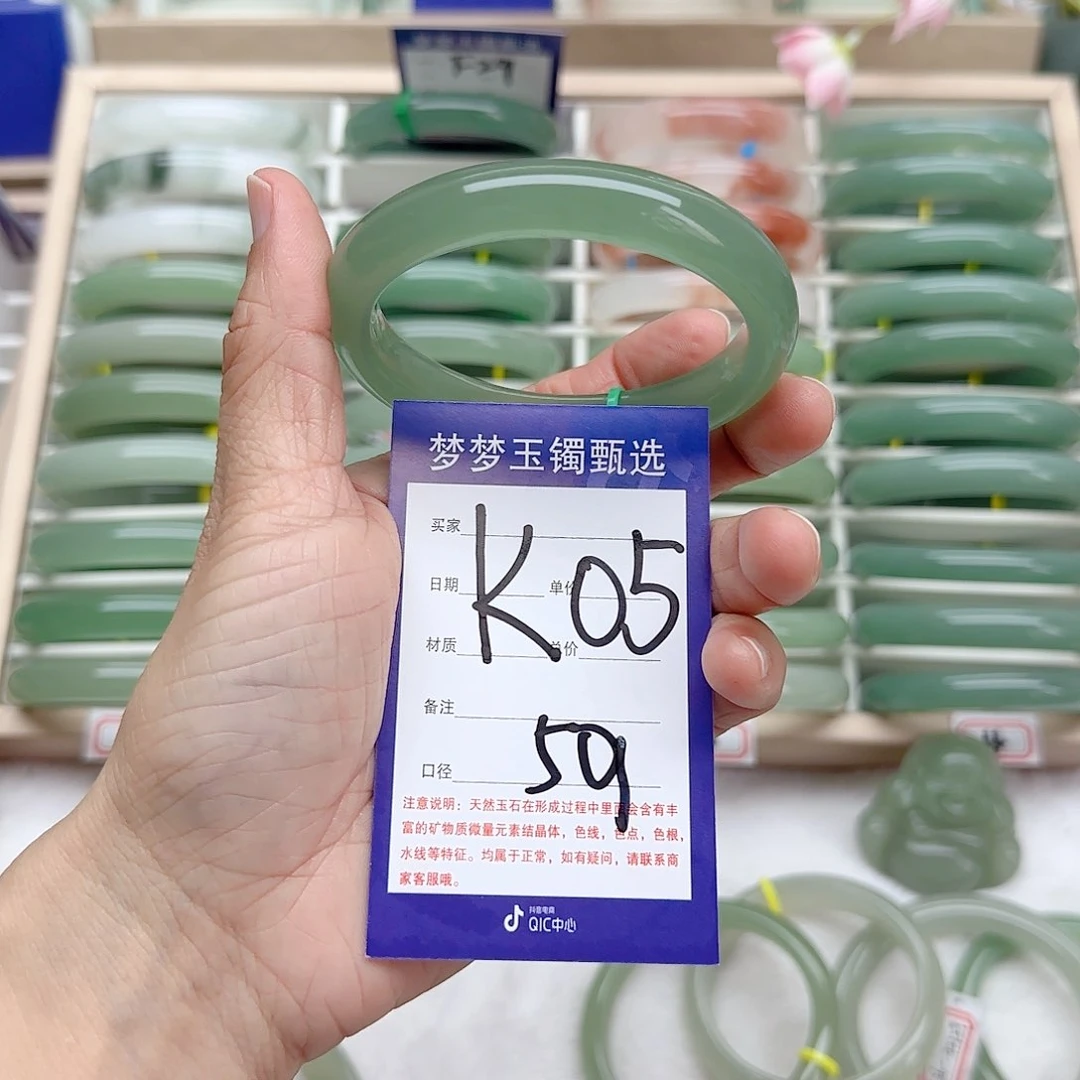 梦梦玉镯甄选
买家
K05
日期 单价
材质 总价
备注
口径 59
注意说明：天然玉石在形成过程中里面会含有丰
富的矿物质微量元素结晶体，色线，色点，色根，
水线等特征。均属于正常，如有疑问，请联系商
家客服哦。
抖音电商
QIC中心